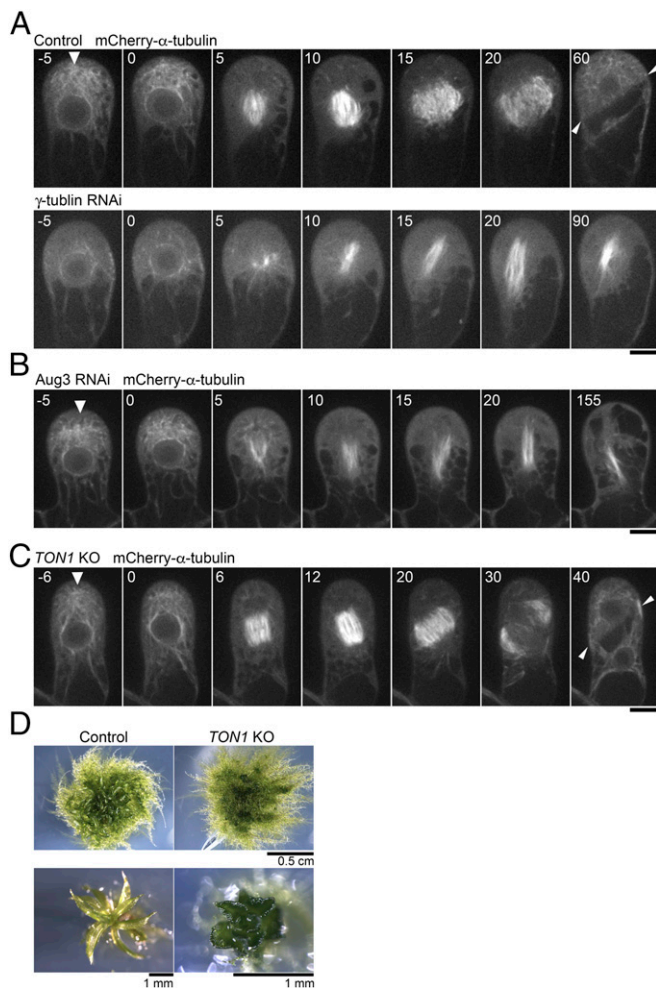 A
Control mCherry-α-tubulin
-5 0 5 10 15 20 60
γ-tublin RNAi
-5 0 5 10 15 20 90
B
Aug3 RNAi mCherry-α-tubulin
-5 0 5 10 15 20 155
C
TON1 KO mCherry-α-tubulin
-6 0 6 12 20 30 40
D
Control TON1 KO
0.5 cm
1 mm 1 mm